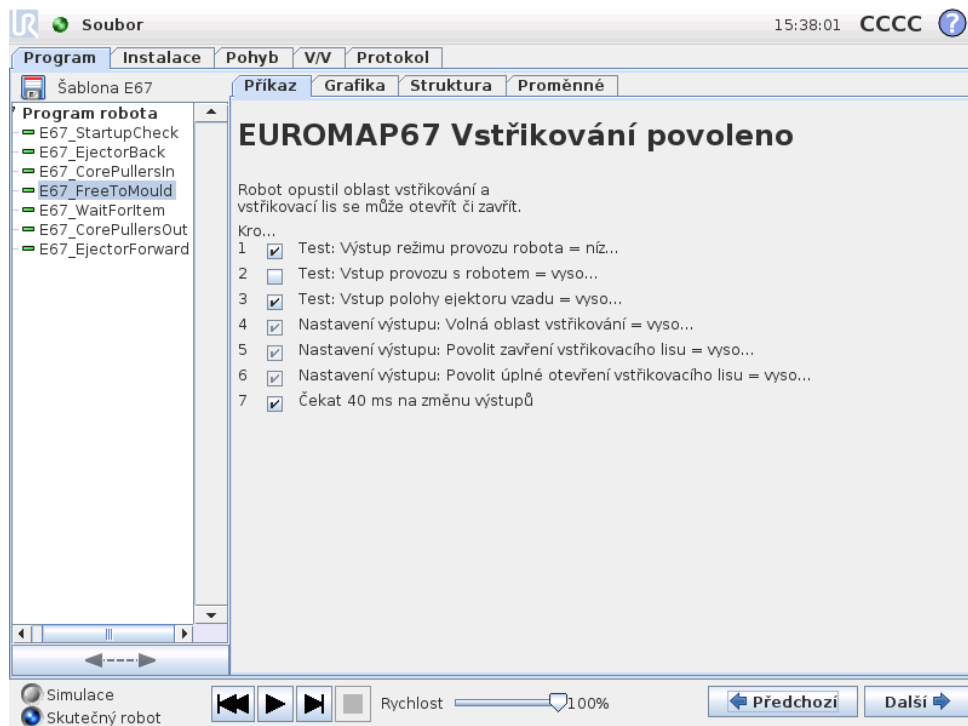 UR Soubor 15:38:01 CCCC ?
Program Instalace Pohyb V/V Protokol
Šablona E67
Příkaz Grafika Struktura Proměnné
Program robota
E67_StartupCheck
E67_EjectorBack
E67_CorePullersIn
E67_FreeToMould
E67_WaitForItem
E67_CorePullersOut
E67_EjectorForward
EUROMAP67 Vstřikování povoleno
Robot opustil oblast vstřikování a
vstřikovací lis se může otevřít či zavřít.
Kro...
1 Test: Výstup režimu provozu robota = níz...
2 Test: Vstup provozu s robotem = vyso...
3 Test: Vstup polohy ejektoru vzadu = vyso...
4 Nastavení výstupu: Volná oblast vstřikování = vyso...
5 Nastavení výstupu: Povolit zavření vstřikovacího lisu = vyso...
6 Nastavení výstupu: Povolit úplné otevření vstřikovacího lisu = vyso...
7 Čekat 40 ms na změnu výstupů
Simulace
Skutečný robot
Rychlost 100%
Předchozí Další